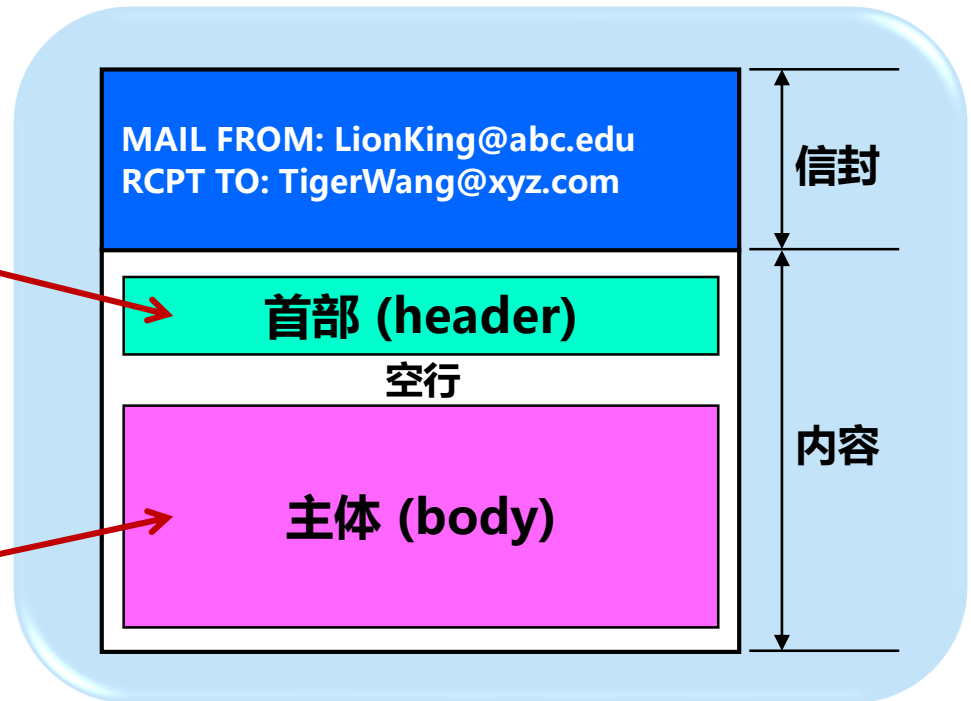 MAIL FROM: LionKing@abc.edu
RCPT TO: TigerWang@xyz.com
信封
首部 (header)
空行
内容
主体 (body)